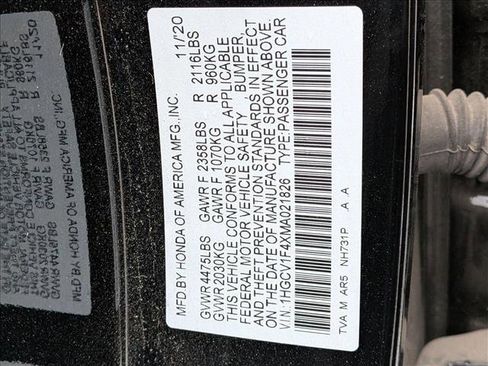 MFD.BY HONDA OF AMERICA MFG.,INC. 11/20
GVWR 4475LBS GAWR F 2358LBS R 2116LBS
GVWR 2030KG GAWR F 1070KG R 960KG
THIS VEHICLE CONFORMS TO ALL APPLICABLE
FEDERAL MOTOR VEHICLE SAFETY , BUMPER,
AND THEFT PREVENTION STANDARDS IN EFFECT
ON THE DATE OF MANUFACTURE SHOWN ABOVE.
V.I.N.:1HGCV1F4XMA021826 TYPE:PASSENGER CAR
TVA M AR5 NH731P A A